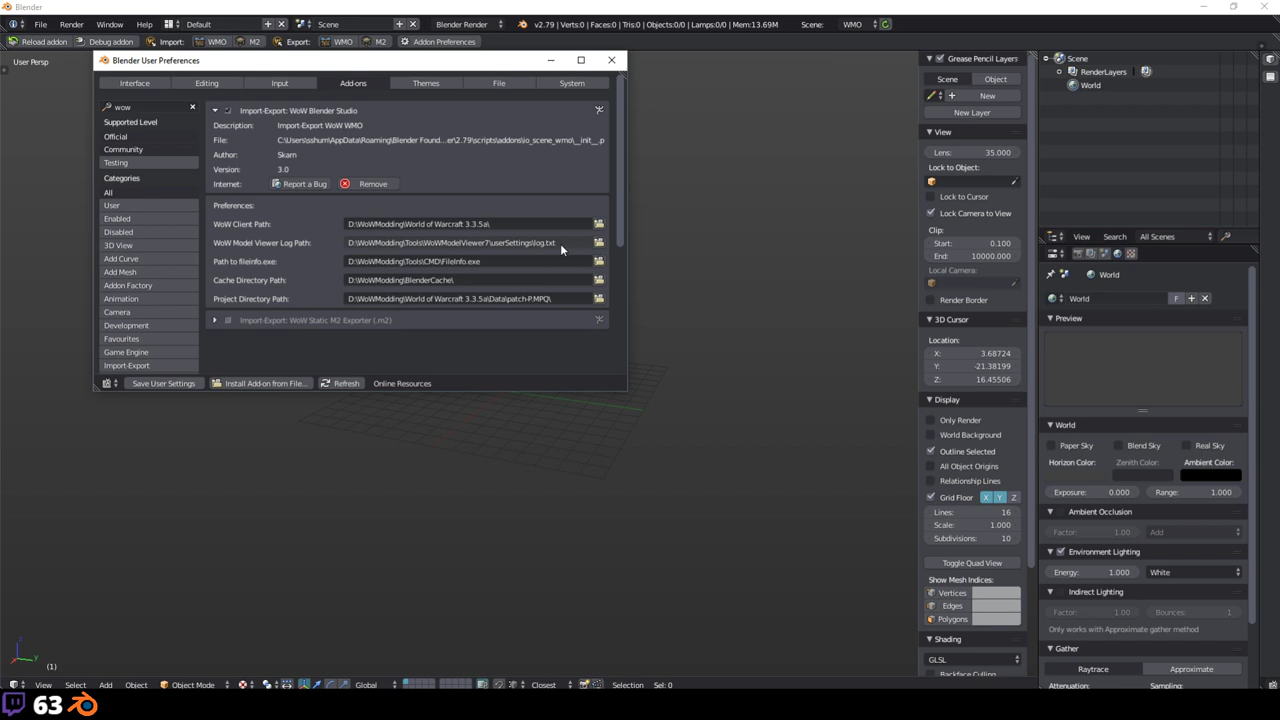 Blender
File Render Window Help Default Scene Blender Render v2.79 | Verts:0 | Faces:0 | Tris:0 | Objects:0/0 | Lamps:0/0 | Mem:13.69M Scene: WMO
Reload addon Debug addon Import: WMO M2 Export: WMO M2 Addon Preferences
User Persp
Blender User Preferences
Interface Editing Input Add-ons Themes File System
wow
Supported Level
Official
Community
Testing
Categories
All
User
Enabled
Disabled
3D View
Add Curve
Add Mesh
Addon Factory
Animation
Camera
Development
Favourites
Game Engine
Import-Export
Import-Export: WoW Blender Studio
Description: Import-Export WoW WMO
File: C:\Users\sshum\AppData\Roaming\Blender Found...er\2.79\scripts\addons\io_scene_wmo\__init__.p
Author: Skarn
Version: 3.0
Internet: Report a Bug Remove
Preferences:
WoW Client Path: D:\WoWModding\World of Warcraft 3.3.5a\
WoW Model Viewer Log Path: D:\WoWModding\Tools\WoWModelViewer7\userSettings\log.txt
Path to fileinfo.exe: D:\WoWModding\Tools\CMD\FileInfo.exe
Cache Directory Path: D:\WoWModding\BlenderCache\
Project Directory Path: D:\WoWModding\World of Warcraft 3.3.5a\Data\patch-P.MPQ\
Import-Export: WoW Static M2 Exporter (.m2)
Save User Settings Install Add-on from File... Refresh Online Resources
Grease Pencil Layers
Scene Object
New
New Layer
View
Lens: 35.000
Lock to Object:
Lock to Cursor
Lock Camera to View
Clip:
Start: 0.100
End: 10000.000
Local Camera:
Render Border
3D Cursor
Location:
X: 3.68724
Y: -21.38199
Z: 16.45506
Display
Only Render
World Background
Outline Selected
All Object Origins
Relationship Lines
Grid Floor X Y Z
Lines: 16
Scale: 1.000
Subdivisions: 10
Toggle Quad View
Show Mesh Indices:
Vertices
Edges
Polygons
Shading
GLSL
Backface Culling
Scene
RenderLayers
World
View Search All Scenes
World
World F
Preview
World
Paper Sky Blend Sky Real Sky
Horizon Color: Zenith Color: Ambient Color:
Exposure: 0.000 Range: 1.000
Ambient Occlusion
Factor: 1.00 Add
Environment Lighting
Energy: 1.000 White
Indirect Lighting
Factor: 1.00 Bounces: 1
Only works with Approximate gather method
Gather
Raytrace Approximate
Attenuation: Sampling:
z
y
(1)
View Select Add Object Object Mode Global Closest Selection Sel: 0
63